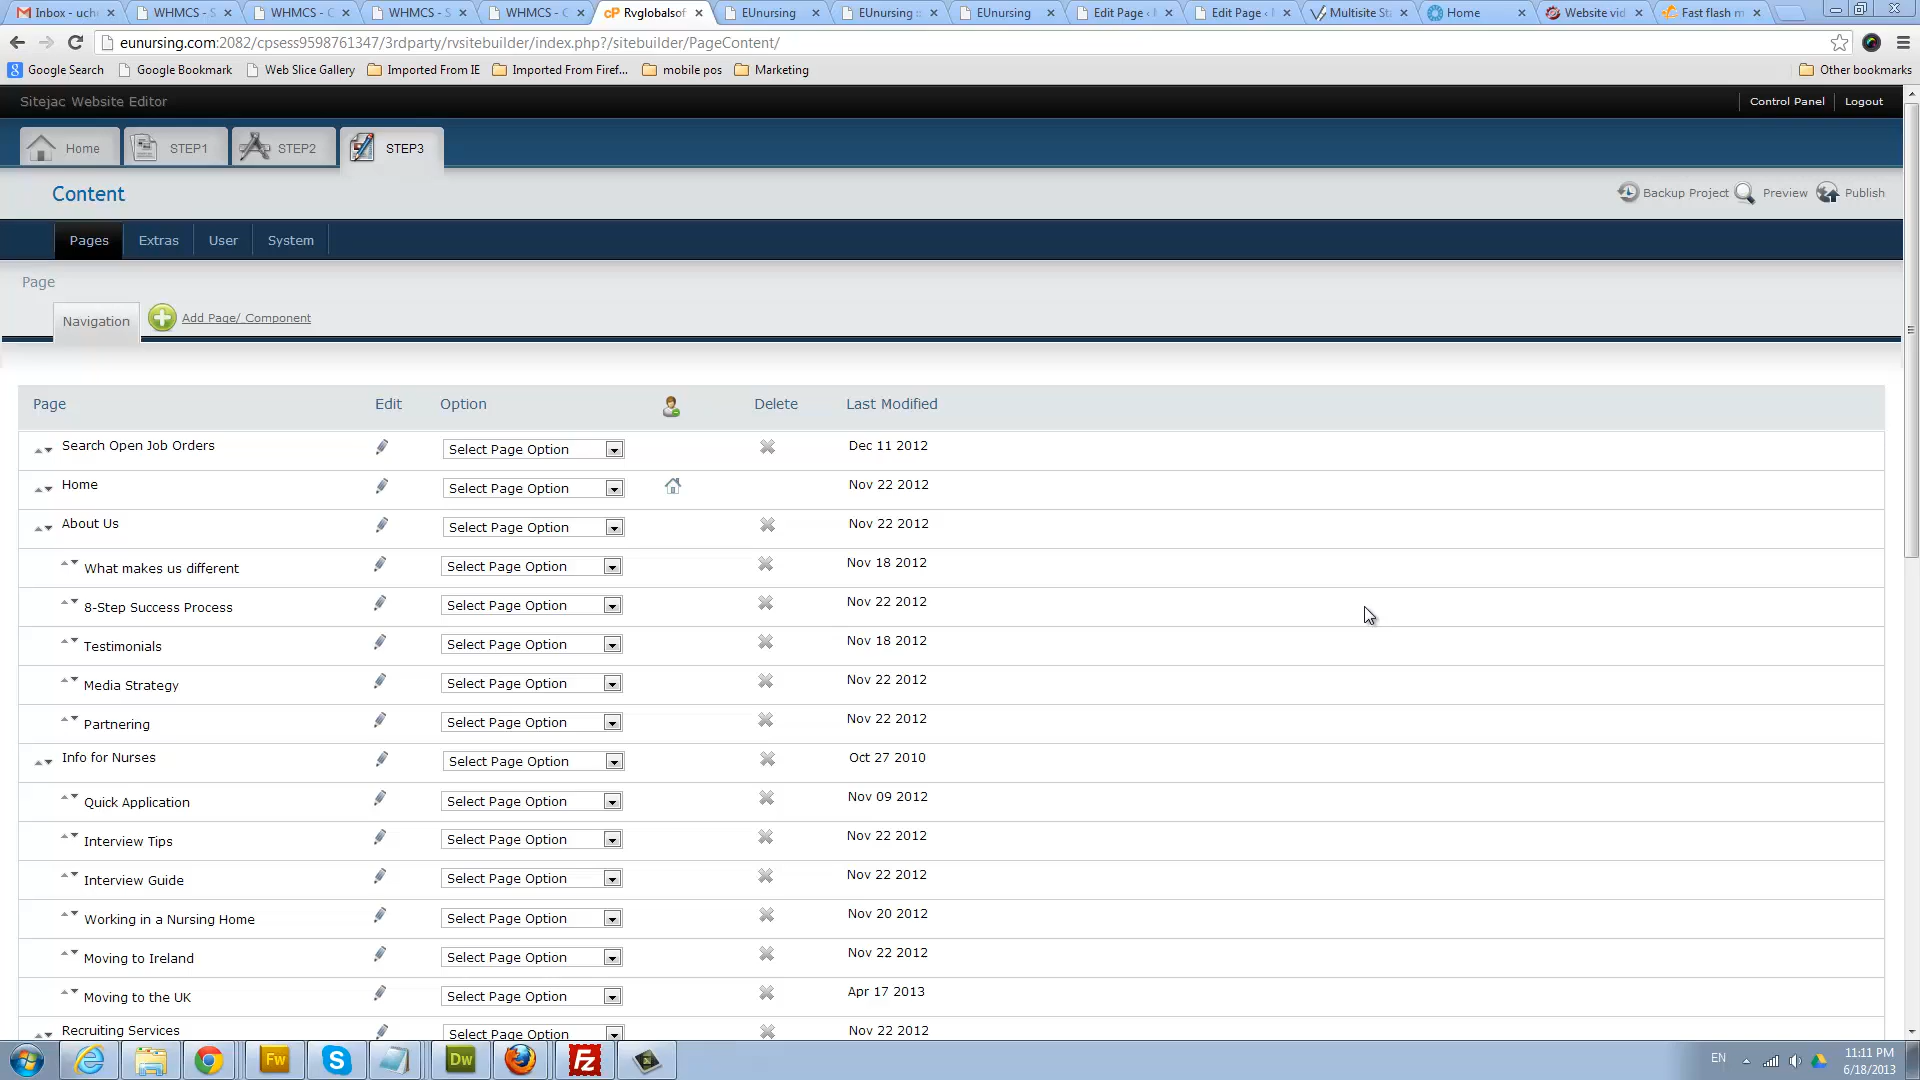 Inbox - uch
WHMCS - S
WHMCS - C
WHMCS - S
WHMCS - C
cP Rvglobalsof
EUnursing
EUnursing
EUnursing
Edit Page ‹
Edit Page ‹
Multisite Sta
Home
Website vid
Fast flash m
eunursing.com:2082/cpsess9598761347/3rdparty/rvsitebuilder/index.php?/sitebuilder/PageContent/
Google Search
Google Bookmark
Web Slice Gallery
Imported From IE
Imported From Firef...
mobile pos
Marketing
Other bookmarks
Sitejac Website Editor
Control Panel
Logout
Home
STEP1
STEP2
STEP3
Content
Backup Project
Preview
Publish
Pages
Extras
User
System
Page
Navigation
Add Page/ Component
Page Edit Option Delete Last Modified
Search Open Job Orders Select Page Option Dec 11 2012
Home Select Page Option Nov 22 2012
About Us Select Page Option Nov 22 2012
What makes us different Select Page Option Nov 18 2012
8-Step Success Process Select Page Option Nov 22 2012
Testimonials Select Page Option Nov 18 2012
Media Strategy Select Page Option Nov 22 2012
Partnering Select Page Option Nov 22 2012
Info for Nurses Select Page Option Oct 27 2010
Quick Application Select Page Option Nov 09 2012
Interview Tips Select Page Option Nov 22 2012
Interview Guide Select Page Option Nov 22 2012
Working in a Nursing Home Select Page Option Nov 20 2012
Moving to Ireland Select Page Option Nov 22 2012
Moving to the UK Select Page Option Apr 17 2013
Recruiting Services Select Page Option Nov 22 2012
Fw
S
Dw
Fz
EN
11:11 PM
6/18/2013